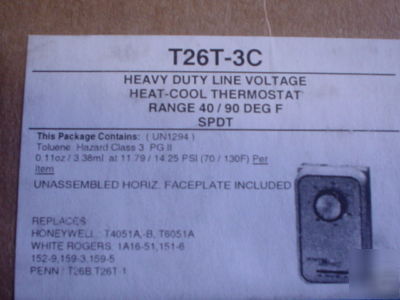 T26T-3C
HEAVY DUTY LINE VOLTAGE
HEAT-COOL THERMOSTAT
RANGE 40 / 90 DEG F
SPDT
This Package Contains: ( UN1294 )
Toluene Hazard Class 3 PG II
0.11oz / 3.38ml at 11.79 / 14.25 PSI (70 / 130F) Per
Item
UNASSEMBLED HORIZ. FACEPLATE INCLUDED
REPLACES:
HONEYWELL : T4051A,-B, T6051A
WHITE ROGERS: 1A16-51,151-6
152-9,159-3,159-5
PENN : T26B,T26T-1